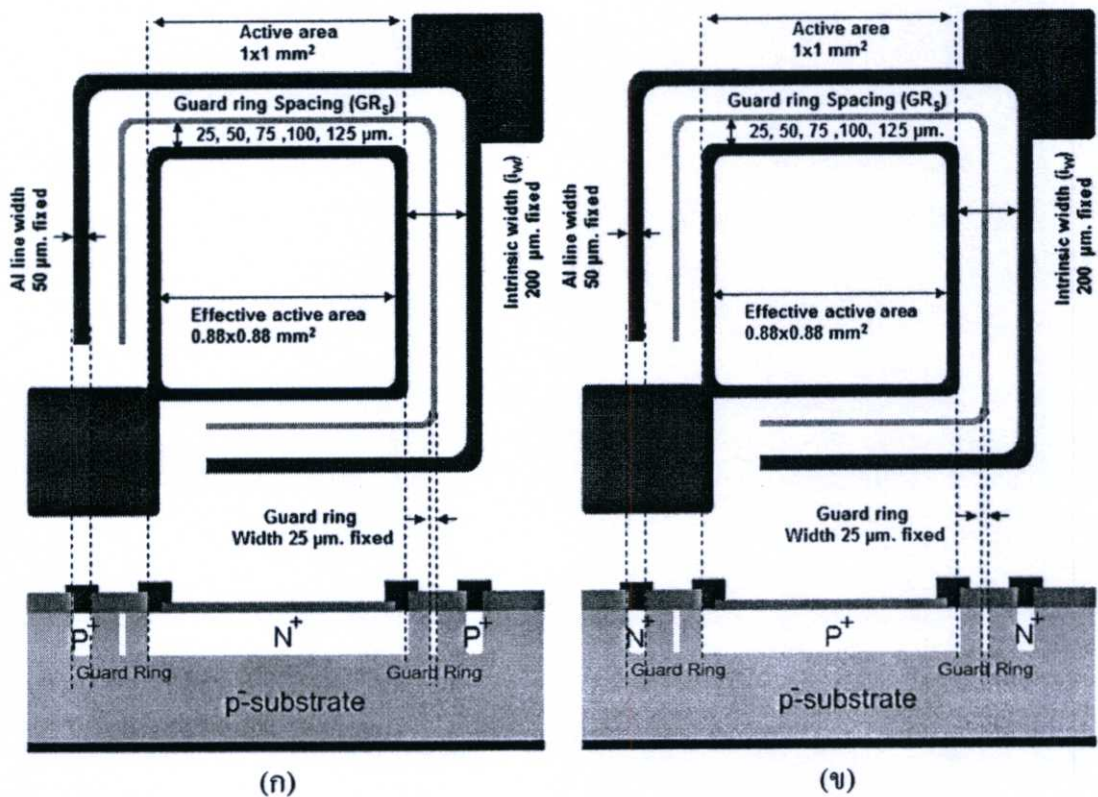 Active area
1x1 mm²
Guard ring Spacing (GRs)
25, 50, 75 ,100, 125 µm.
Al line width
50 µm. fixed
Intrinsic width (iw)
200 µm. fixed
Effective active area
0.88x0.88 mm²
Guard ring
Width 25 µm. fixed
P⁺
N⁺
P⁺
Guard Ring
Guard Ring
p⁻-substrate
(ก)
Active area
1x1 mm²
Guard ring Spacing (GRs)
25, 50, 75 ,100, 125 µm.
Al line width
50 µm. fixed
Intrinsic width (iw)
200 µm. fixed
Effective active area
0.88x0.88 mm²
Guard ring
Width 25 µm. fixed
N⁺
P⁺
N⁺
Guard Ring
Guard Ring
p⁻-substrate
(ข)